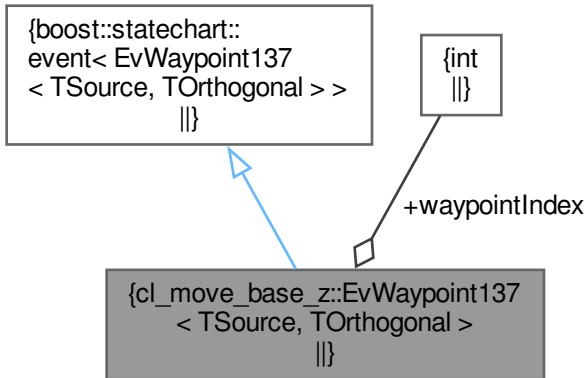 {boost::statechart::
event< EvWaypoint137
< TSource, TOrthogonal > >
||}
{int
||}
+waypointIndex
{cl_move_base_z::EvWaypoint137
< TSource, TOrthogonal >
||}